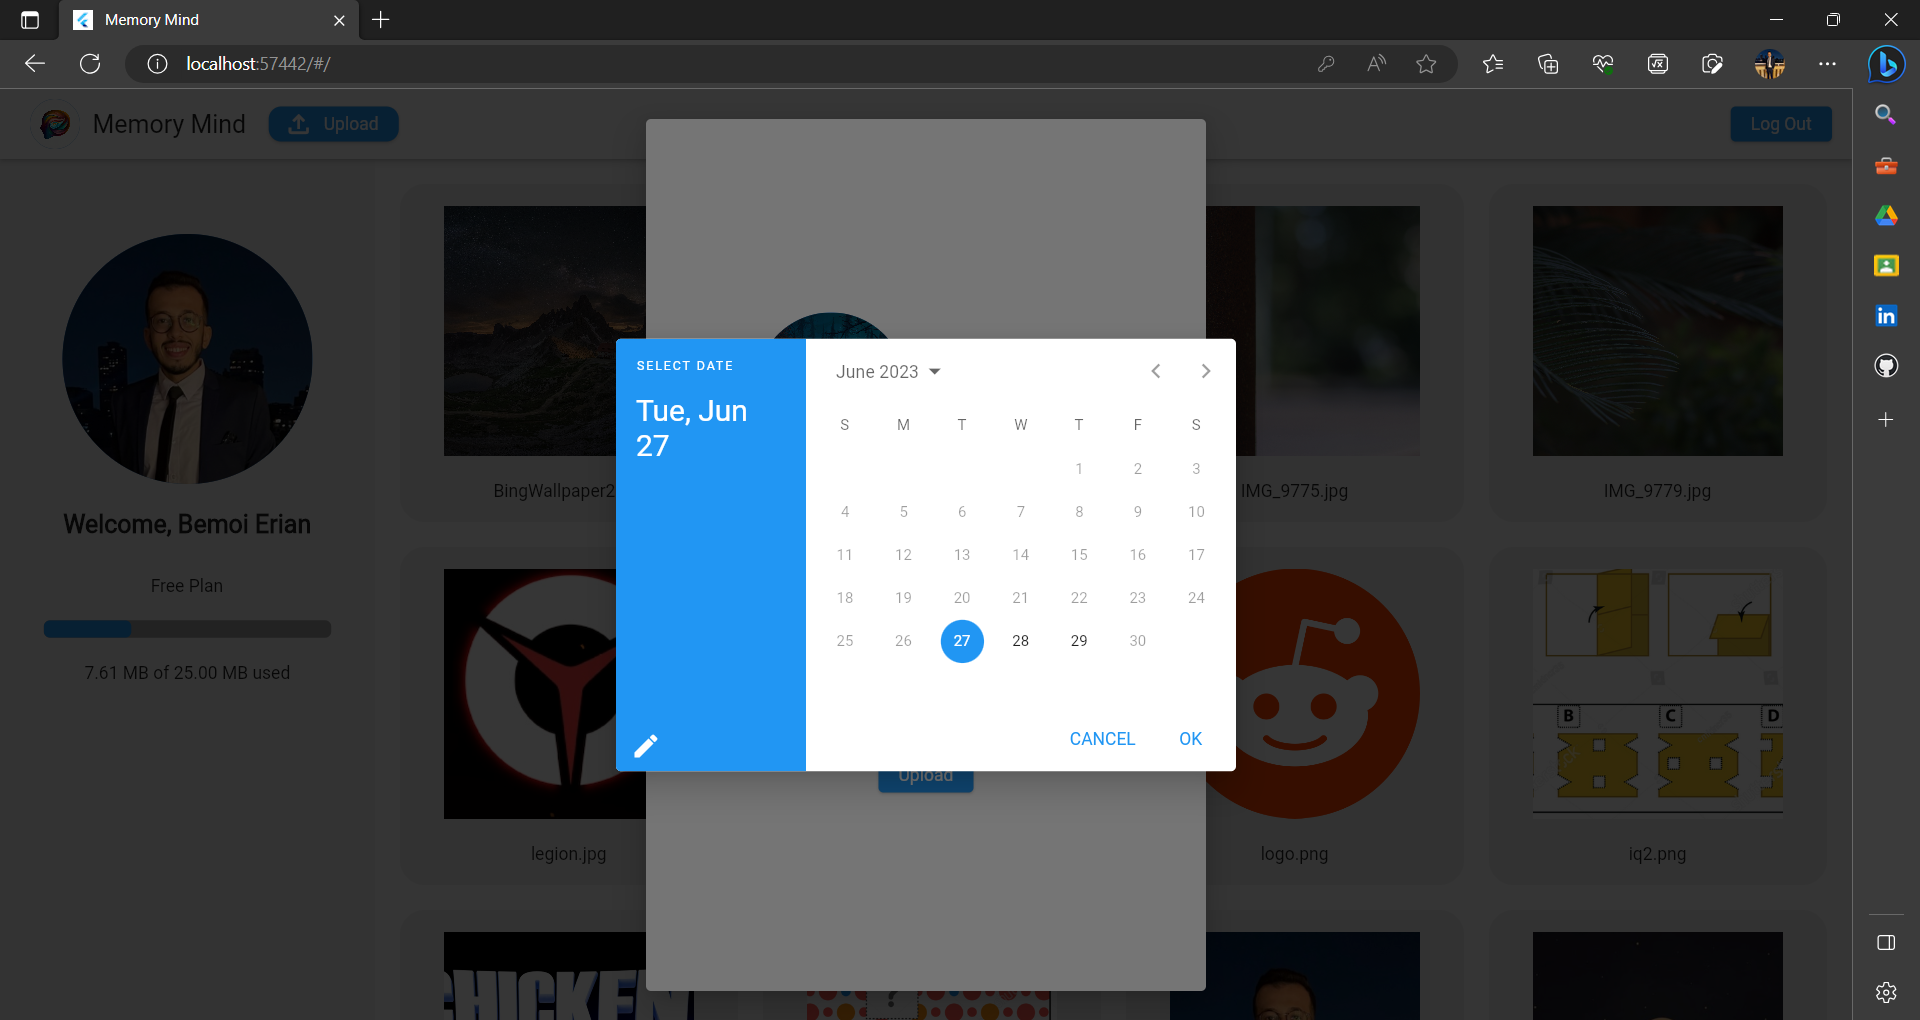 Memory Mind
localhost:57442/#/
Memory Mind
Upload
Log Out
Welcome, Bemoi Erian
Free Plan
7.61 MB of 25.00 MB used
BingWallpaper2
IMG_9775.jpg
IMG_9779.jpg
SELECT DATE
Tue, Jun
27
June 2023
S M T W T F S
1 2 3
4 5 6 7 8 9 10
11 12 13 14 15 16 17
18 19 20 21 22 23 24
25 26 27 28 29 30
CANCEL OK
Upload
B C D
legion.jpg
logo.png
iq2.png
CHICKEN
?